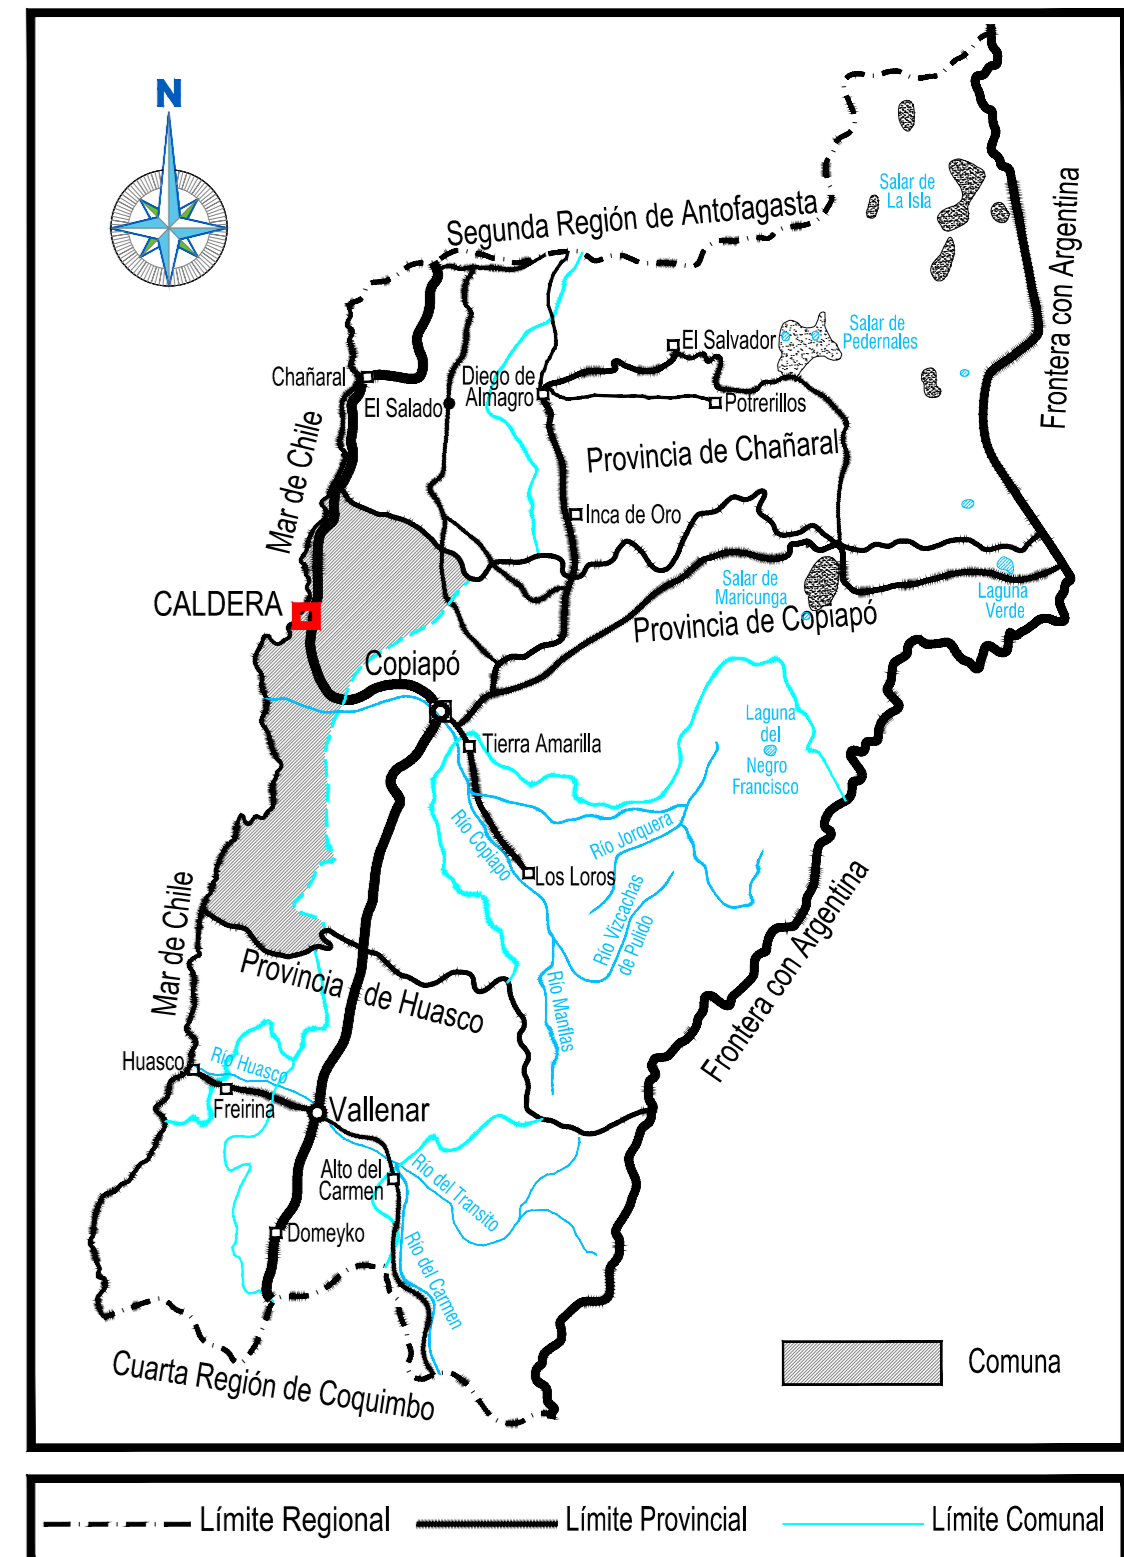 N
Segunda Región de Antofagasta
Salar de
La Isla
Frontera con Argentina
Salar de
Pedernales
El Salvador
Chañaral
Diego de
Almagro
El Salado
Potrerillos
Mar de Chile
Provincia de Chañaral
Inca de Oro
CALDERA
Salar de
Maricunga
Laguna
Verde
Provincia de Copiapó
Copiapó
Laguna
del
Negro
Francisco
Tierra Amarilla
Río Copiapo
Río Jorquera
Los Loros
Río Vizcachas
de Pulido
Mar de Chile
Provincia de Huasco
Río Manflas
Frontera con Argentina
Huasco
Río Huasco
Freirina
Vallenar
Alto del
Carmen
Río del Transito
Domeyko
Río del Carmen
Cuarta Región de Coquimbo
Comuna
Límite Regional
Límite Provincial
Límite Comunal